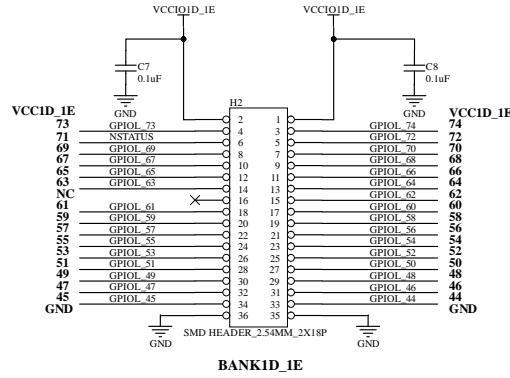 VCCIO1D_1E VCCIO1D_1E
C7 0.1uF C8 0.1uF
GND GND
H2
VCC1D_1E 2 1 VCC1D_1E
73 GPIOL_73 4 3 GPIOL_74 74
71 NSTATUS 6 5 GPIOL_72 72
69 GPIOL_69 8 7 GPIOL_70 70
67 GPIOL_67 10 9 GPIOL_68 68
65 GPIOL_65 12 11 GPIOL_66 66
63 GPIOL_63 14 13 GPIOL_64 64
NC 16 15 GPIOL_62 62
61 GPIOL_61 18 17 GPIOL_60 60
59 GPIOL_59 20 19 GPIOL_58 58
57 GPIOL_57 22 21 GPIOL_56 56
55 GPIOL_55 24 23 GPIOL_54 54
53 GPIOL_53 26 25 GPIOL_52 52
51 GPIOL_51 28 27 GPIOL_50 50
49 GPIOL_49 30 29 GPIOL_48 48
47 GPIOL_47 32 31 GPIOL_46 46
45 GPIOL_45 34 33 GPIOL_44 44
GND 36 35 GND
GND SMD HEADER_2.54MM_2X18P GND
BANK1D_1E